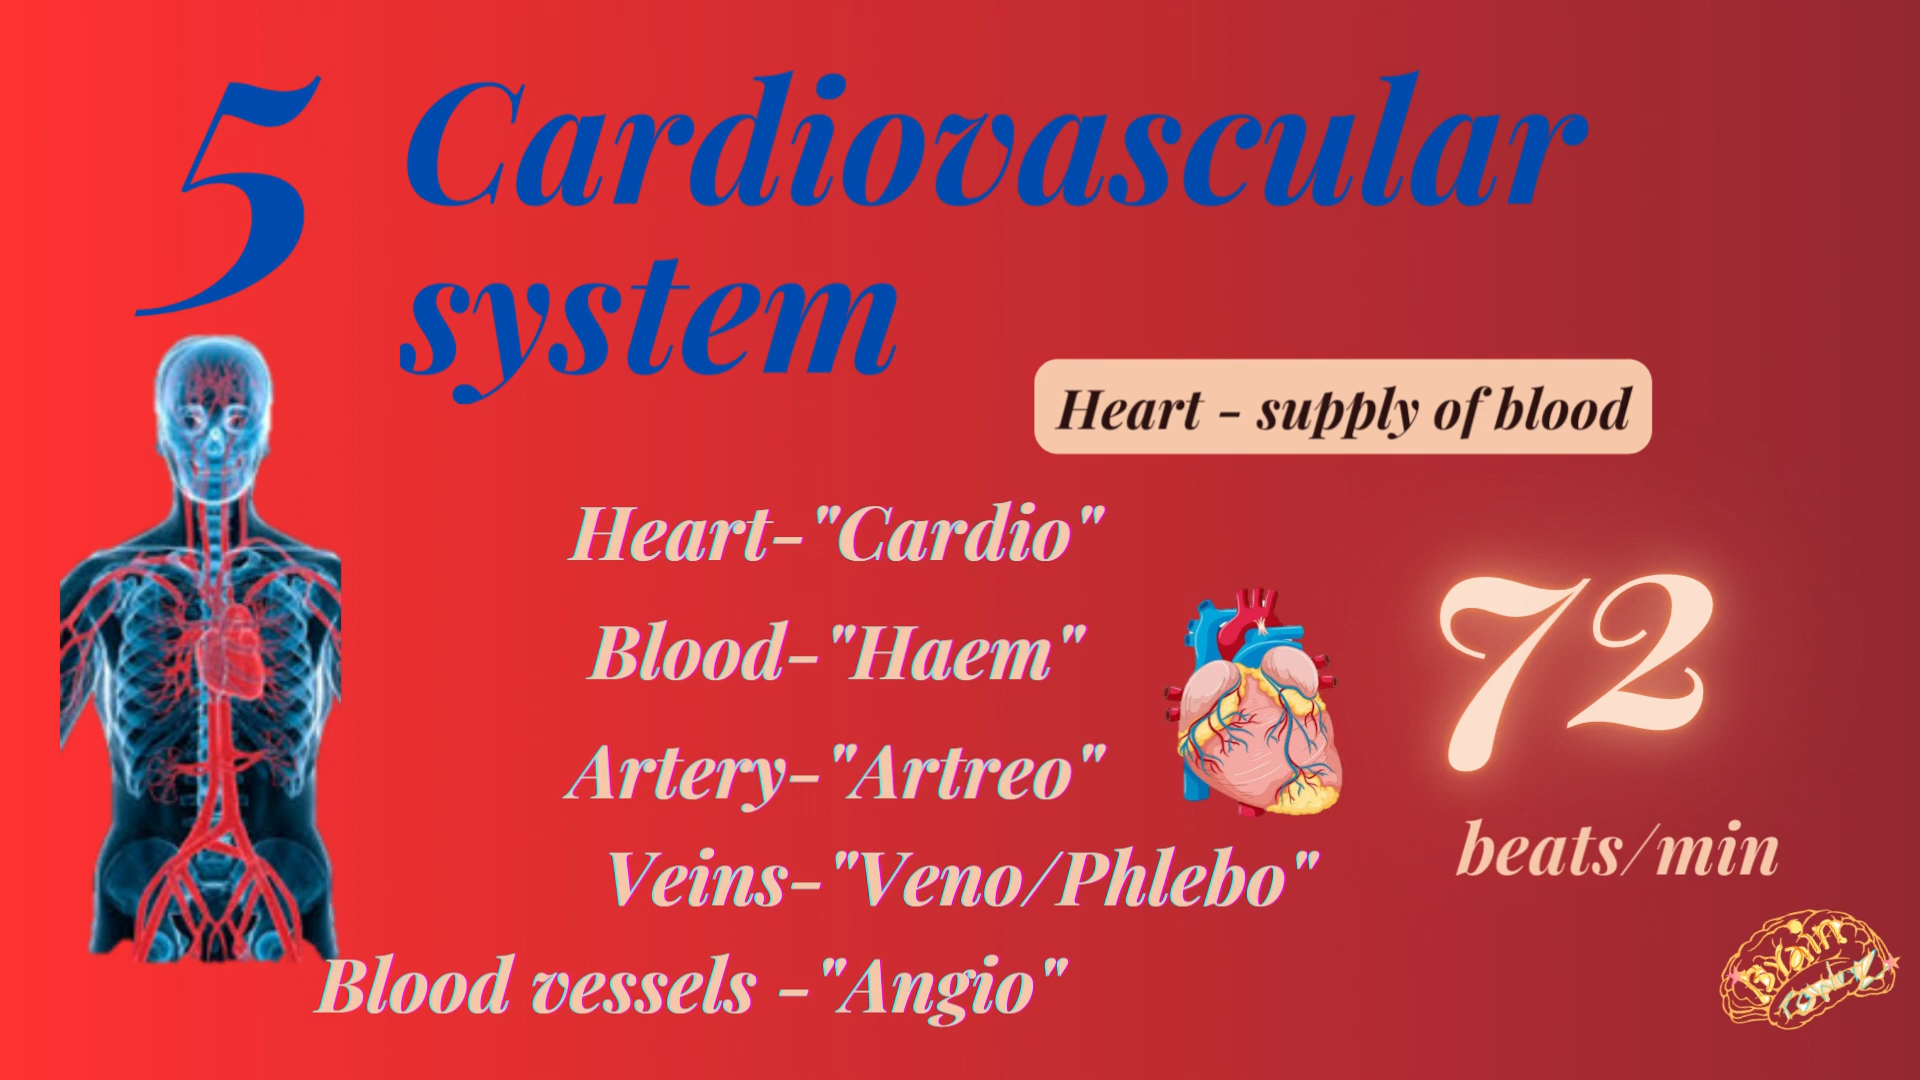 5 Cardiovascular
system
Heart - supply of blood
Heart-"Cardio"
Blood-"Haem"
Artery-"Artreo"
Veins-"Veno/Phlebo"
Blood vessels -"Angio"
72
beats/min
Brain